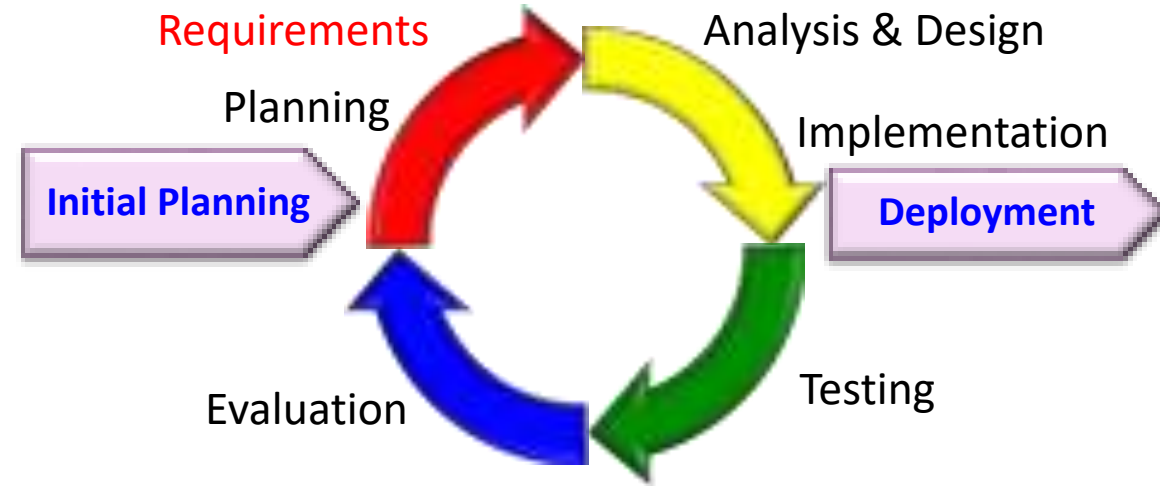 Requirements
Analysis & Design
Planning
Implementation
Initial Planning
Deployment
Evaluation
Testing